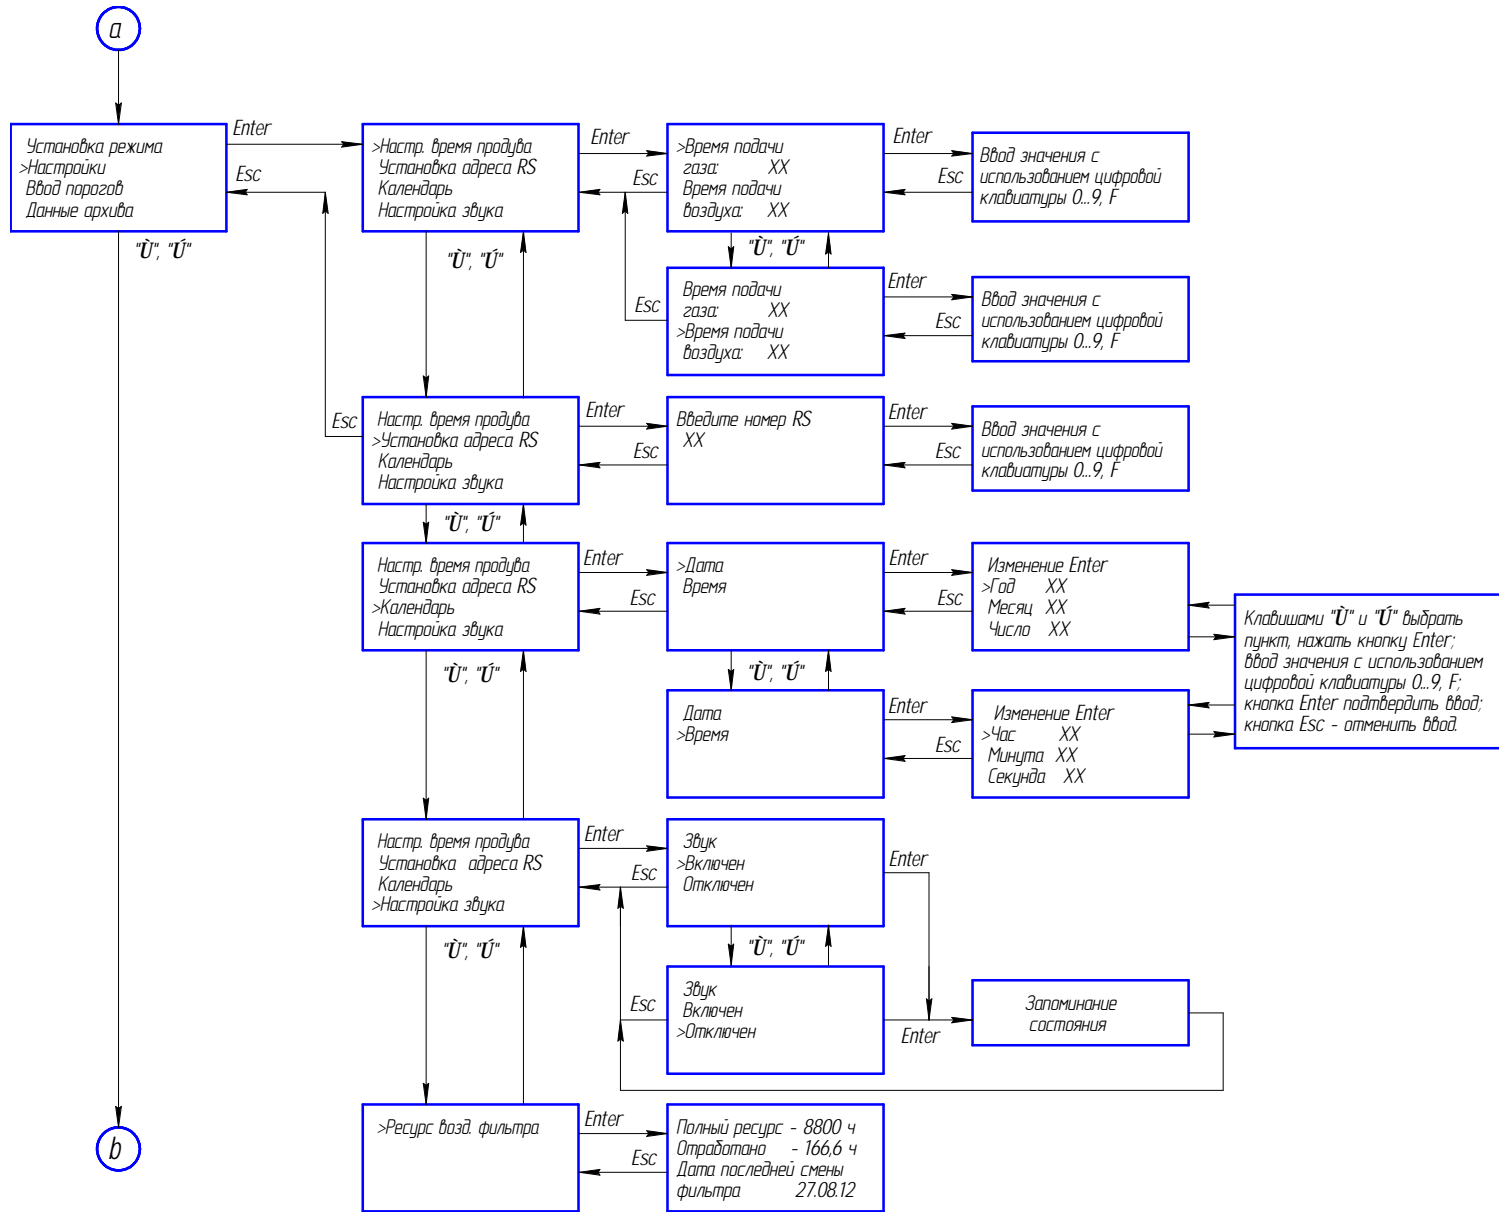 a
Установка режима
>Настройки
Ввод порогов
Данные архива
Enter
Esc
"Ù", "Ú"
>Настр. время продува
Установка адреса RS
Календарь
Настройка звука
Enter
Esc
"Ù", "Ú"
>Время подачи
газа: XX
Время подачи
воздуха: XX
Enter
Esc
"Ù", "Ú"
Ввод значения с
использованием цифровой
клавиатуры 0...9, F
Esc
Время подачи
газа: XX
>Время подачи
воздуха: XX
Enter
Esc
Ввод значения с
использованием цифровой
клавиатуры 0...9, F
Esc
Настр. время продува
>Установка адреса RS
Календарь
Настройка звука
Enter
Esc
"Ù", "Ú"
Введите номер RS
XX
Enter
Esc
Ввод значения с
использованием цифровой
клавиатуры 0...9, F
Настр. время продува
Установка адреса RS
>Календарь
Настройка звука
Enter
Esc
"Ù", "Ú"
>Дата
Время
Enter
Esc
"Ù", "Ú"
Изменение Enter
>Год XX
Месяц XX
Число XX
Клавишами "Ù" и "Ú" выбрать
пункт, нажать кнопку Enter;
ввод значения с использованием
цифровой клавиатуры 0...9, F;
кнопка Enter подтвердить ввод;
кнопка Esc - отменить ввод.
Дата
>Время
Enter
Esc
Изменение Enter
>Час XX
Минута XX
Секунда XX
Настр. время продува
Установка адреса RS
Календарь
>Настройка звука
Enter
Esc
"Ù", "Ú"
Звук
>Включен
Отключен
Enter
"Ù", "Ú"
Esc
Звук
Включен
>Отключен
Enter
Запоминание
состояния
>Ресурс возд. фильтра
Enter
Esc
Полный ресурс - 8800 ч
Отработано - 166,6 ч
Дата последней смены
фильтра 27.08.12
b